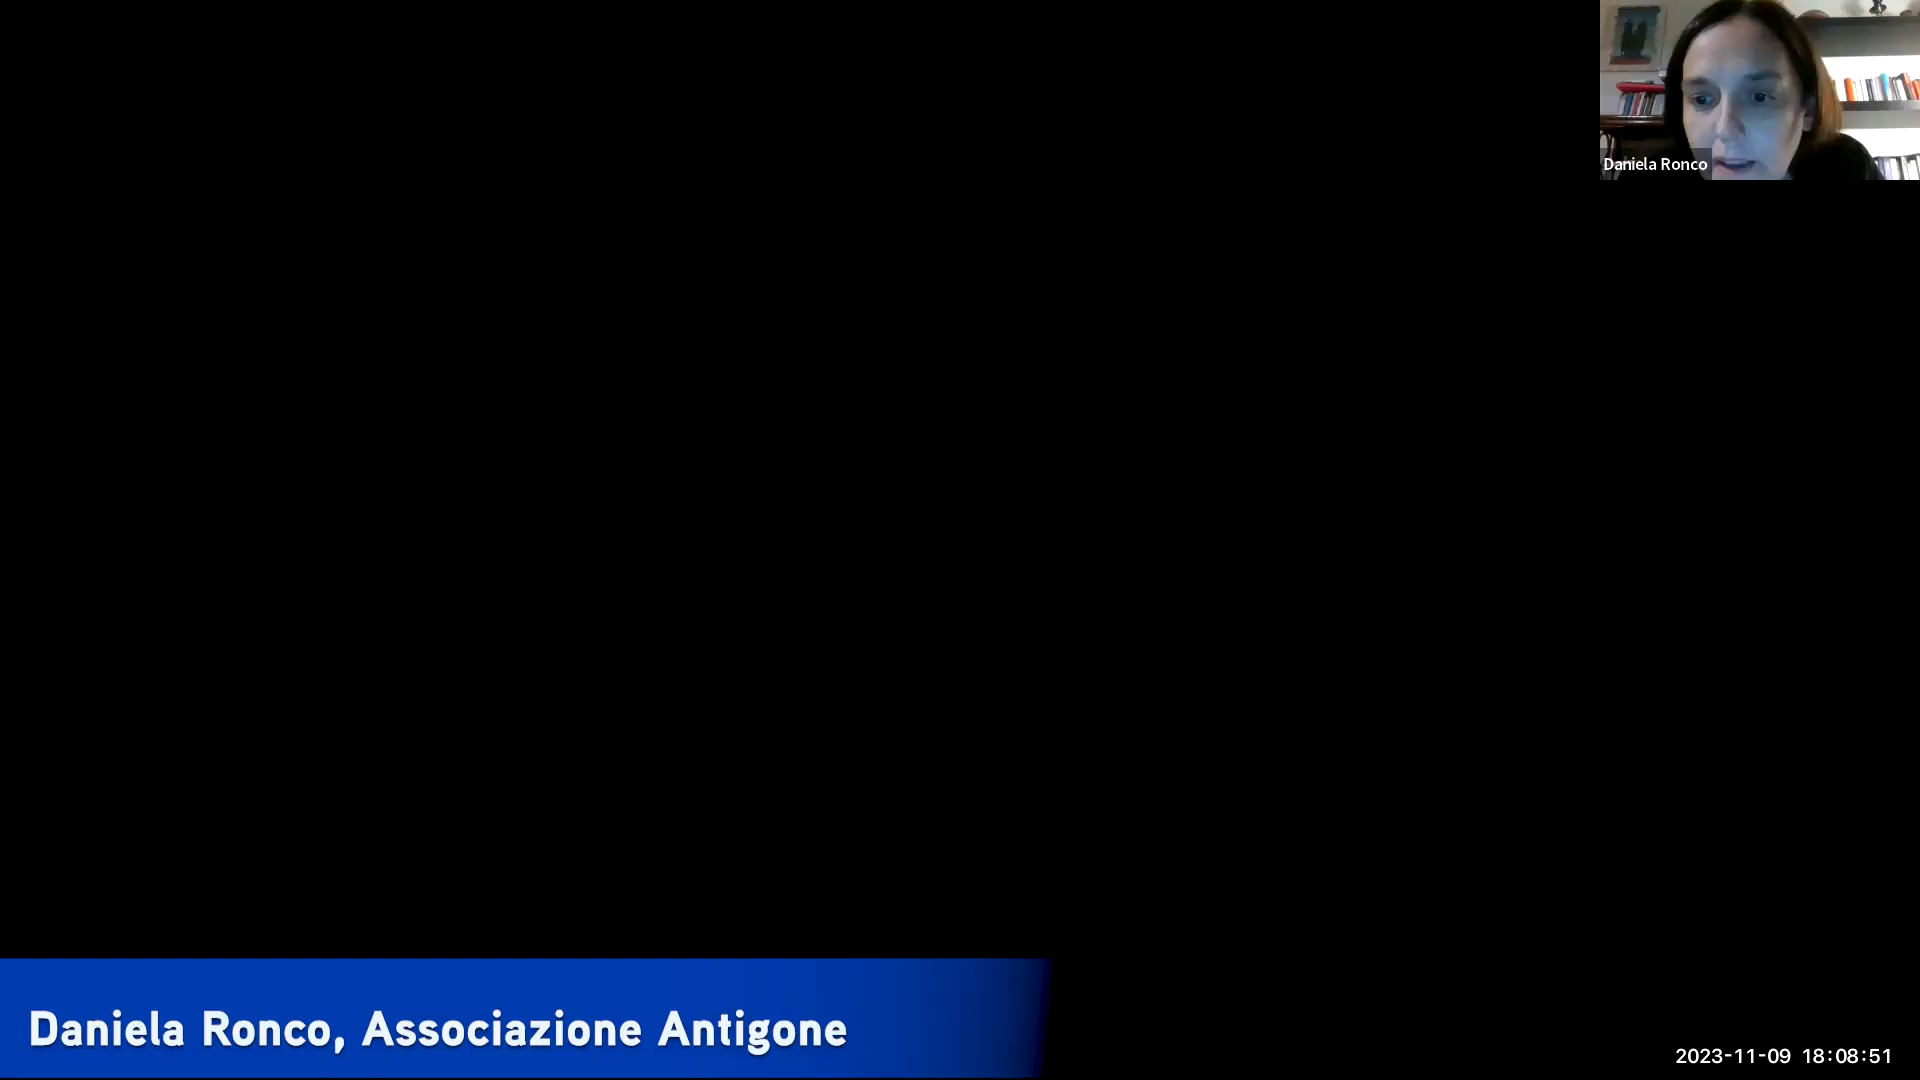 Daniela Ronco
Daniela Ronco, Associazione Antigone
2023-11-09 18:08:51